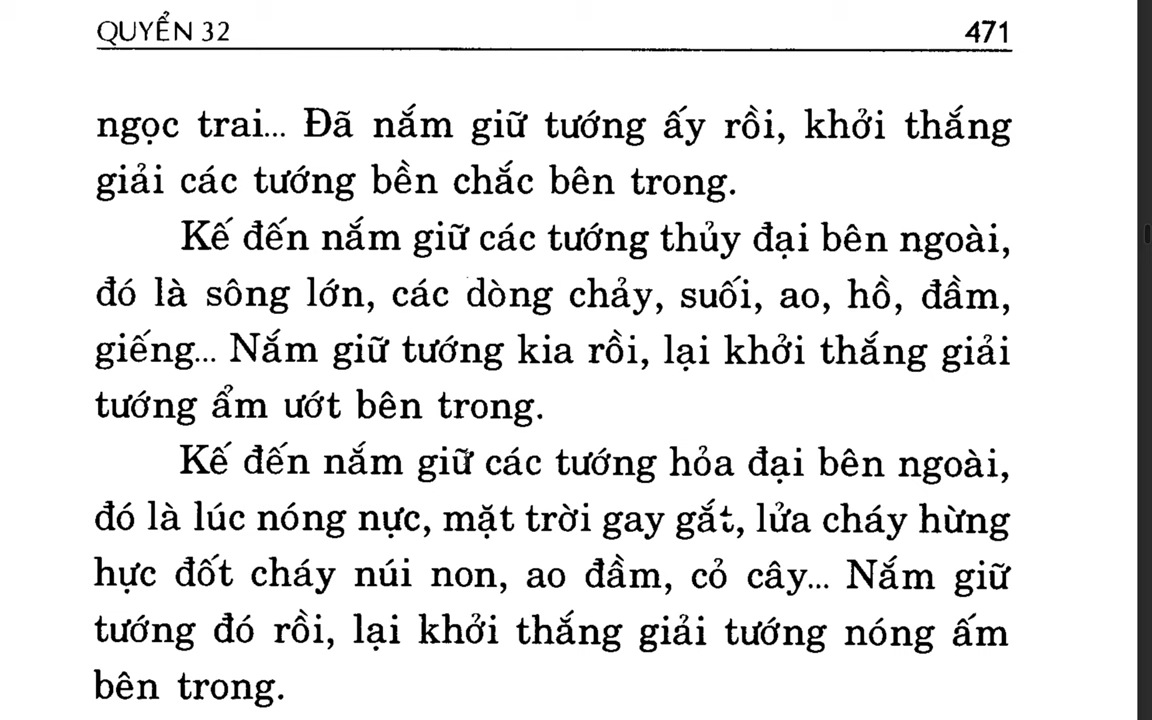 QUYỂN 32 471
ngọc trai... Đã nắm giữ tướng ấy rồi, khởi thắng
giải các tướng bền chắc bên trong.
Kế đến nắm giữ các tướng thủy đại bên ngoài,
đó là sông lớn, các dòng chảy, suối, ao, hồ, đầm,
giếng... Nắm giữ tướng kia rồi, lại khởi thắng giải
tướng ẩm ướt bên trong.
Kế đến nắm giữ các tướng hỏa đại bên ngoài,
đó là lúc nóng nực, mặt trời gay gắt, lửa cháy hừng
hực đốt cháy núi non, ao đầm, cỏ cây... Nắm giữ
tướng đó rồi, lại khởi thắng giải tướng nóng ấm
bên trong.